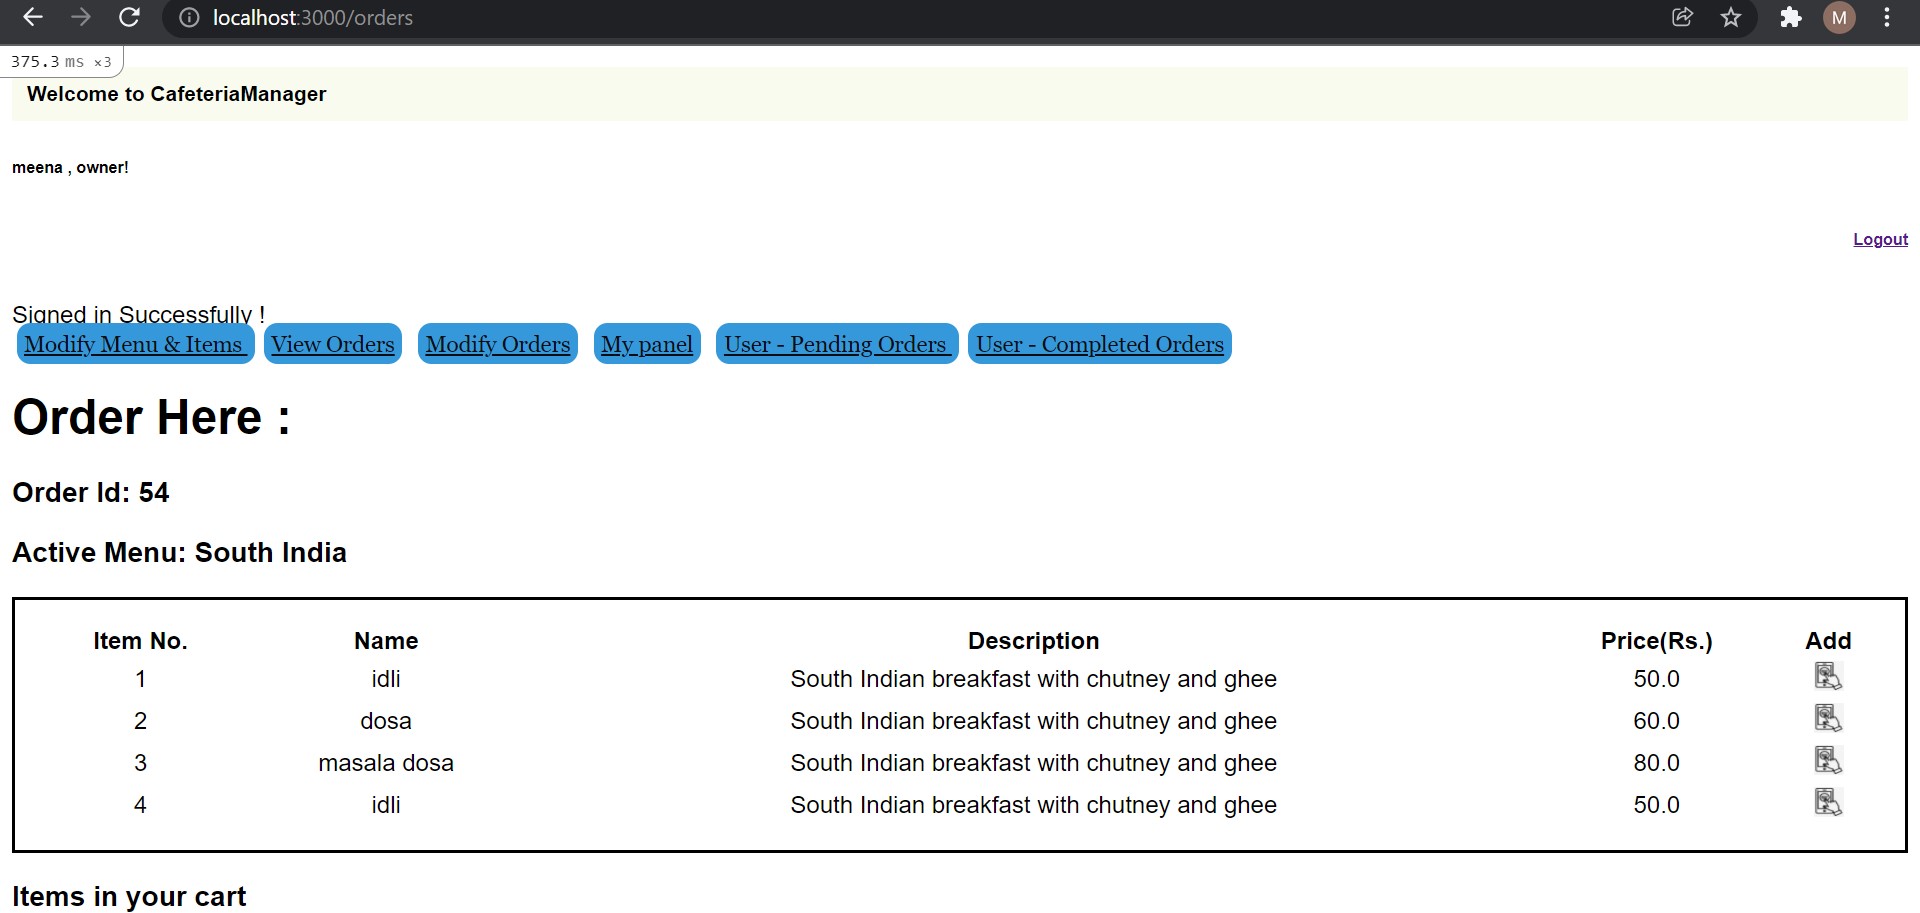 localhost:3000/orders
M
375.3 ms ×3
Welcome to CafeteriaManager
meena , owner!
Logout
Signed in Successfully !
Modify Menu & Items View Orders Modify Orders My panel User - Pending Orders User - Completed Orders
Order Here :
Order Id: 54
Active Menu: South India
Item No. Name Description Price(Rs.) Add
1 idli South Indian breakfast with chutney and ghee 50.0
2 dosa South Indian breakfast with chutney and ghee 60.0
3 masala dosa South Indian breakfast with chutney and ghee 80.0
4 idli South Indian breakfast with chutney and ghee 50.0
Items in your cart